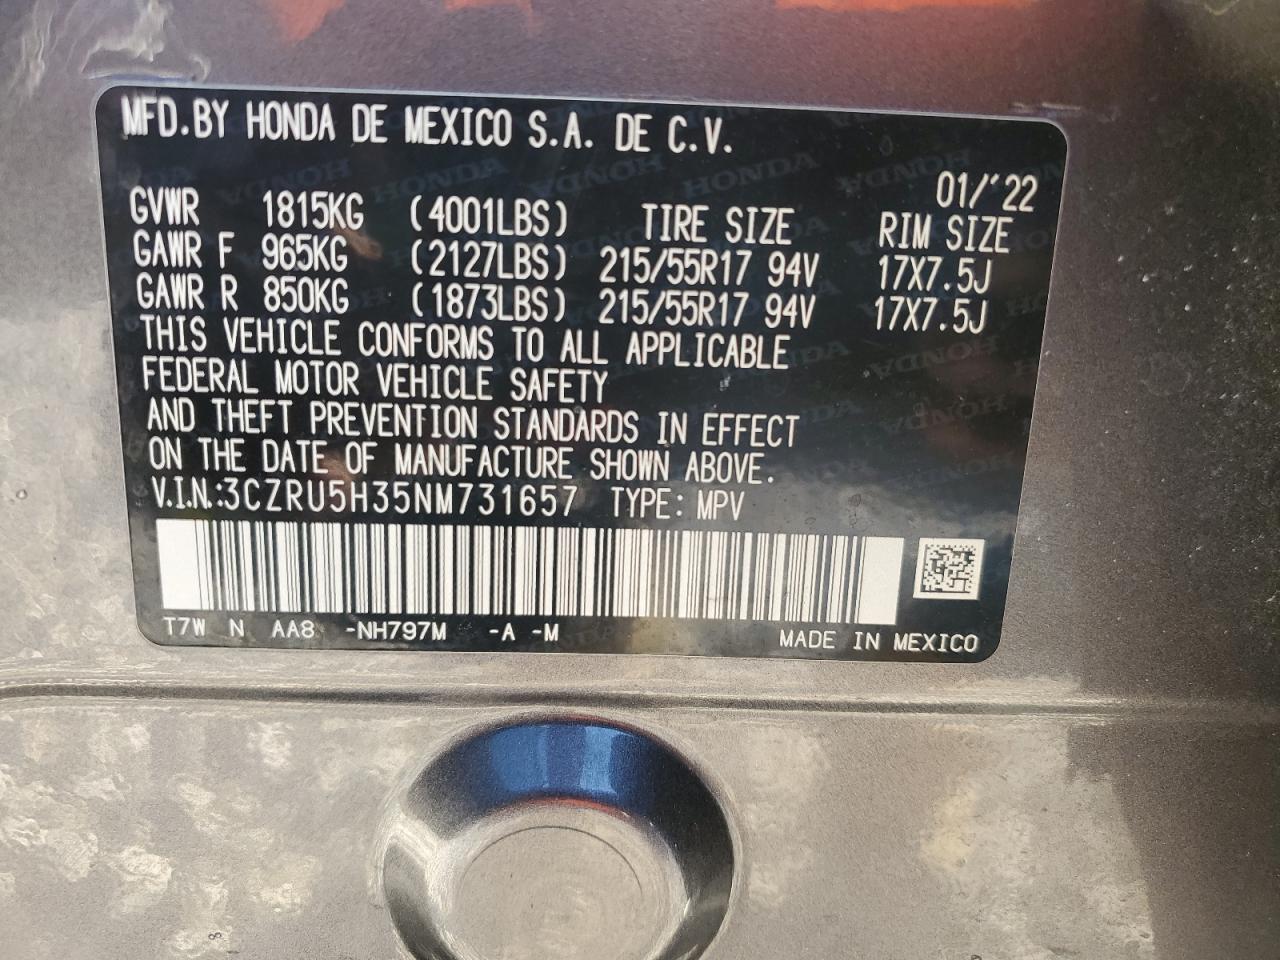 MFD.BY HONDA DE MEXICO S.A. DE C.V.
01/'22
GVWR 1815KG (4001LBS) TIRE SIZE RIM SIZE
GAWR F 965KG (2127LBS) 215/55R17 94V 17X7.5J
GAWR R 850KG (1873LBS) 215/55R17 94V 17X7.5J
THIS VEHICLE CONFORMS TO ALL APPLICABLE
FEDERAL MOTOR VEHICLE SAFETY
AND THEFT PREVENTION STANDARDS IN EFFECT
ON THE DATE OF MANUFACTURE SHOWN ABOVE.
V.I.N.:3CZRU5H35NM731657 TYPE: MPV
T7W N AA8 -NH797M -A -M MADE IN MEXICO